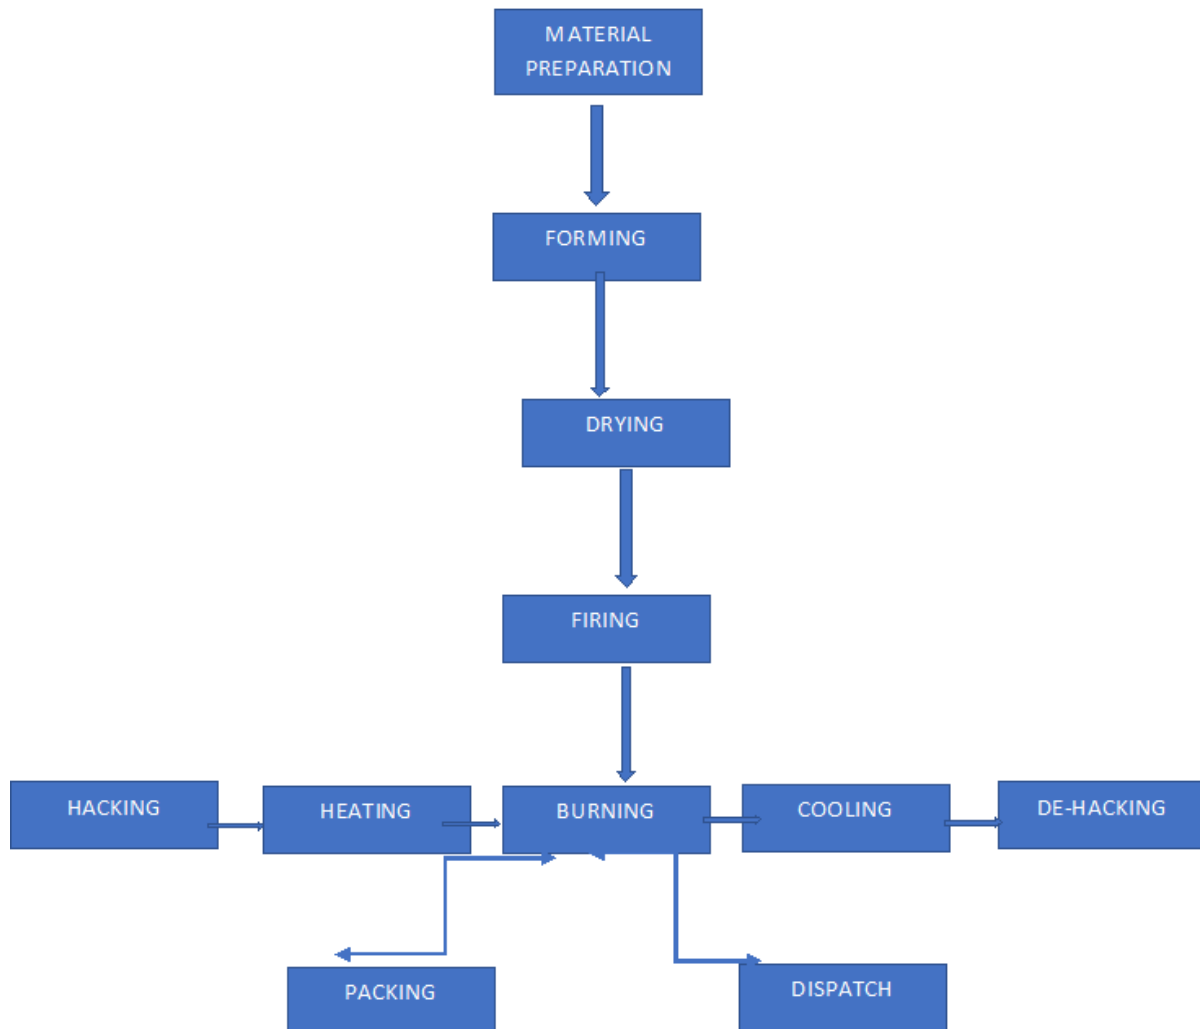 MATERIAL
PREPARATION
FORMING
DRYING
FIRING
HACKING
HEATING
BURNING
COOLING
DE-HACKING
PACKING
DISPATCH